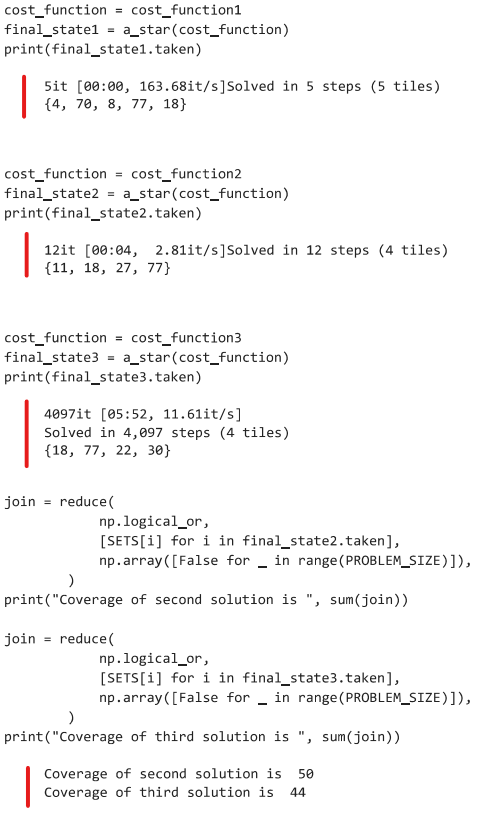 cost_function = cost_function1
final_state1 = a_star(cost_function)
print(final_state1.taken)
5it [00:00, 163.68it/s]Solved in 5 steps (5 tiles)
{4, 70, 8, 77, 18}
cost_function = cost_function2
final_state2 = a_star(cost_function)
print(final_state2.taken)
12it [00:04,  2.81it/s]Solved in 12 steps (4 tiles)
{11, 18, 27, 77}
cost_function = cost_function3
final_state3 = a_star(cost_function)
print(final_state3.taken)
4097it [05:52, 11.61it/s]
Solved in 4,097 steps (4 tiles)
{18, 77, 22, 30}
join = reduce(
            np.logical_or,
            [SETS[i] for i in final_state2.taken],
            np.array([False for _ in range(PROBLEM_SIZE)]),
        )
print("Coverage of second solution is ", sum(join))
join = reduce(
            np.logical_or,
            [SETS[i] for i in final_state3.taken],
            np.array([False for _ in range(PROBLEM_SIZE)]),
        )
print("Coverage of third solution is ", sum(join))
Coverage of second solution is  50
Coverage of third solution is  44